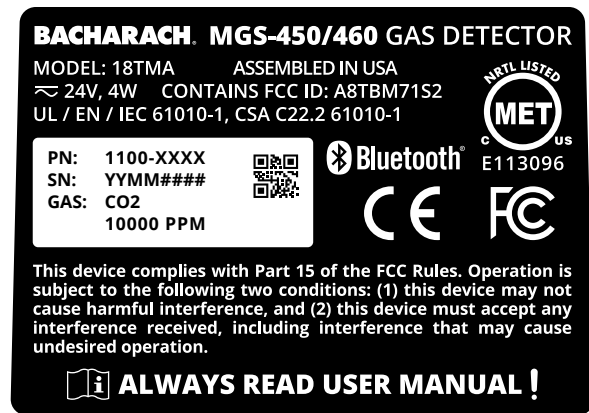 BACHARACH. MGS-450/460 GAS DETECTOR
MODEL: 18TMA ASSEMBLED IN USA
⏦ 24V, 4W CONTAINS FCC ID: A8TBM71S2
UL / EN / IEC 61010-1, CSA C22.2 61010-1
NRTL LISTED
MET
C US
E113096
PN: 1100-XXXX
SN: YYMM####
GAS: CO2
10000 PPM
Bluetooth®
CE FC
This device complies with Part 15 of the FCC Rules. Operation is
subject to the following two conditions: (1) this device may not
cause harmful interference, and (2) this device must accept any
interference received, including interference that may cause
undesired operation.
i ALWAYS READ USER MANUAL !